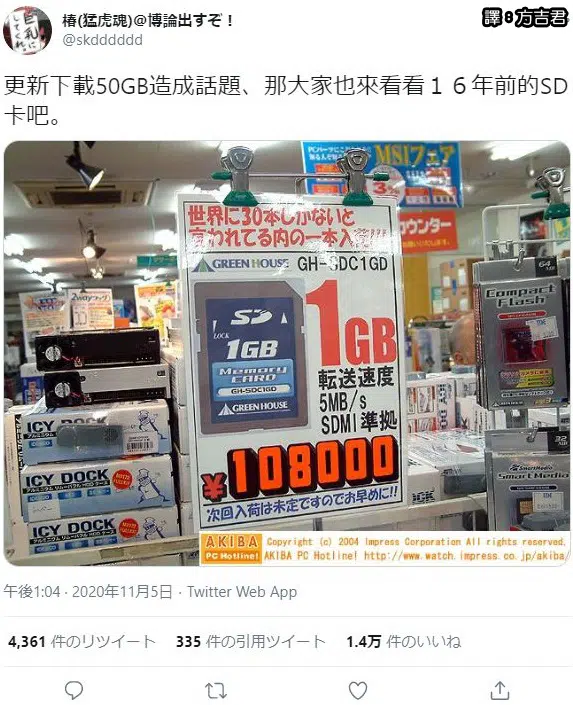 椿(猛虎魂)@博論出すぞ！
@skdddddd
譯：方吉君
更新下載50GB造成話題、那大家也來看看１６年前的SD
卡吧。
MSIフェア
3%
カウンター
世界に30本しかないと
言われてる内の一本入荷!!!
GREEN HOUSE GH-SDC1GD
SD
LOCK
1GB
Memory
CARD
GH-SDC1GD
GREEN HOUSE
1GB
転送速度
5MB/s
SDMI準拠
¥108000
次回入荷は未定ですのでお早めに!!
64
Compact
Flash
32
SmartMedia
SmartMedia
ICY DOCK
ICY DOCK
ICY DOCK
AKIBA
PC Hotline!
Copyright (c) 2004 Impress Corporation All rights reserved.
AKIBA PC Hotline! http://www.watch.impress.co.jp/akiba/
午後1:04 · 2020年11月5日 · Twitter Web App
4,361 件のリツイート 335 件の引用ツイート 1.4万 件のいいね